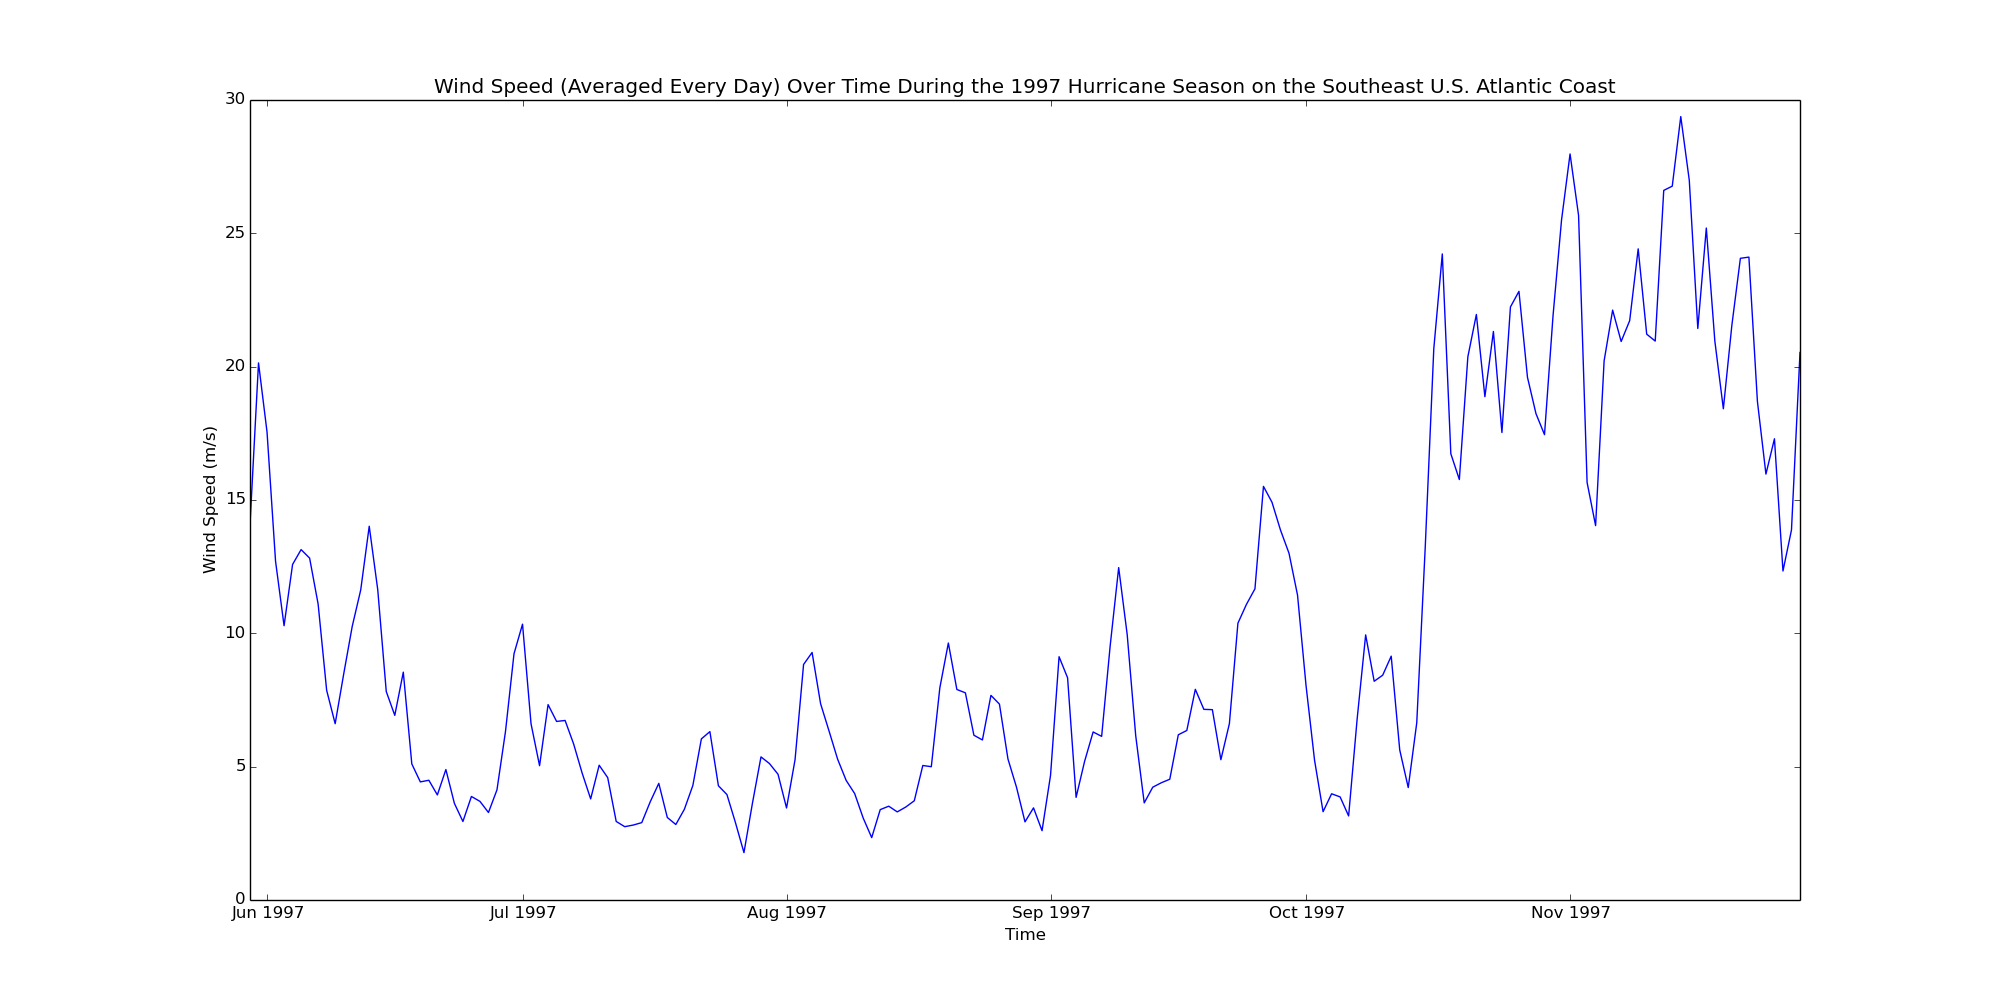 Wind Speed (Averaged Every Day) Over Time During the 1997 Hurricane Season on the Southeast U.S. Atlantic Coast
30
25
20
15
10
5
0
Wind Speed (m/s)
Jun 1997 Jul 1997 Aug 1997 Sep 1997 Oct 1997 Nov 1997
Time